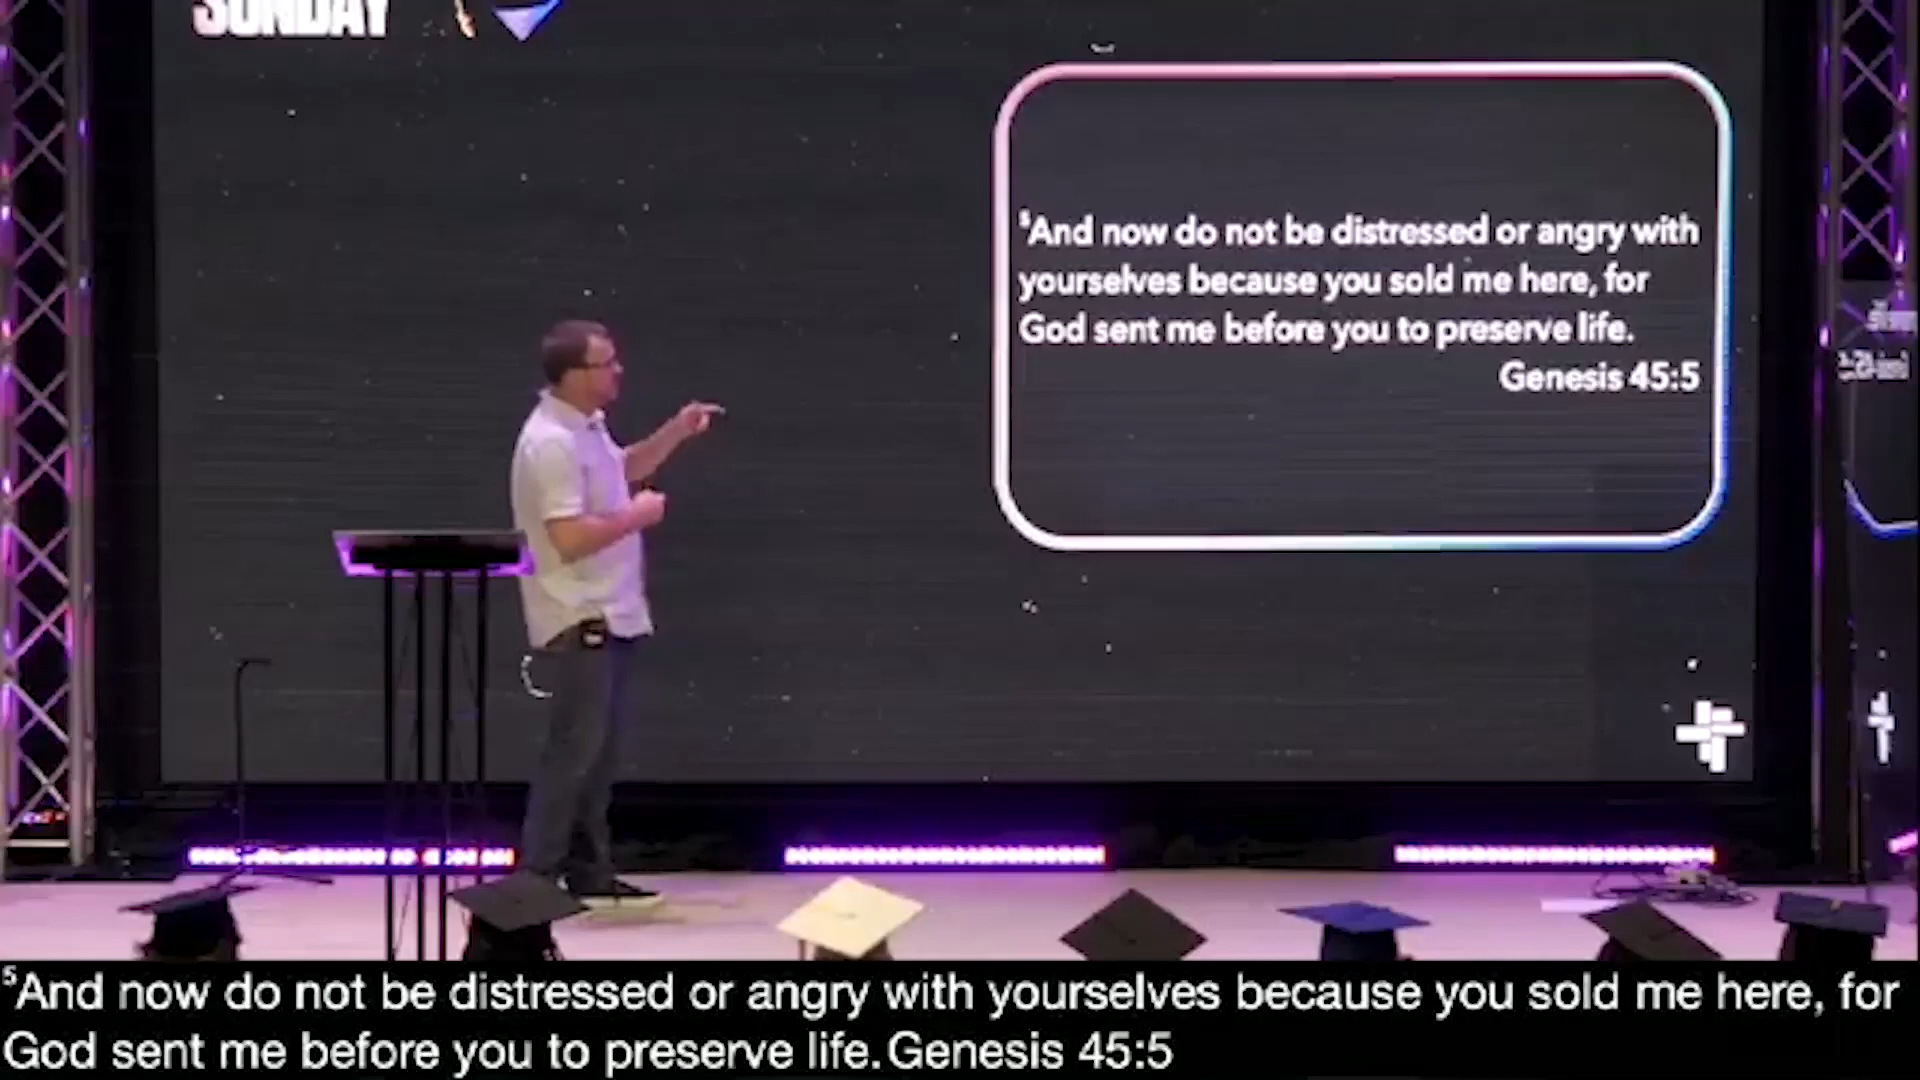 SUNDAY
⁵And now do not be distressed or angry with
yourselves because you sold me here, for
God sent me before you to preserve life.
Genesis 45:5
⁵And now do not be distressed or angry with yourselves because you sold me here, for
God sent me before you to preserve life. Genesis 45:5